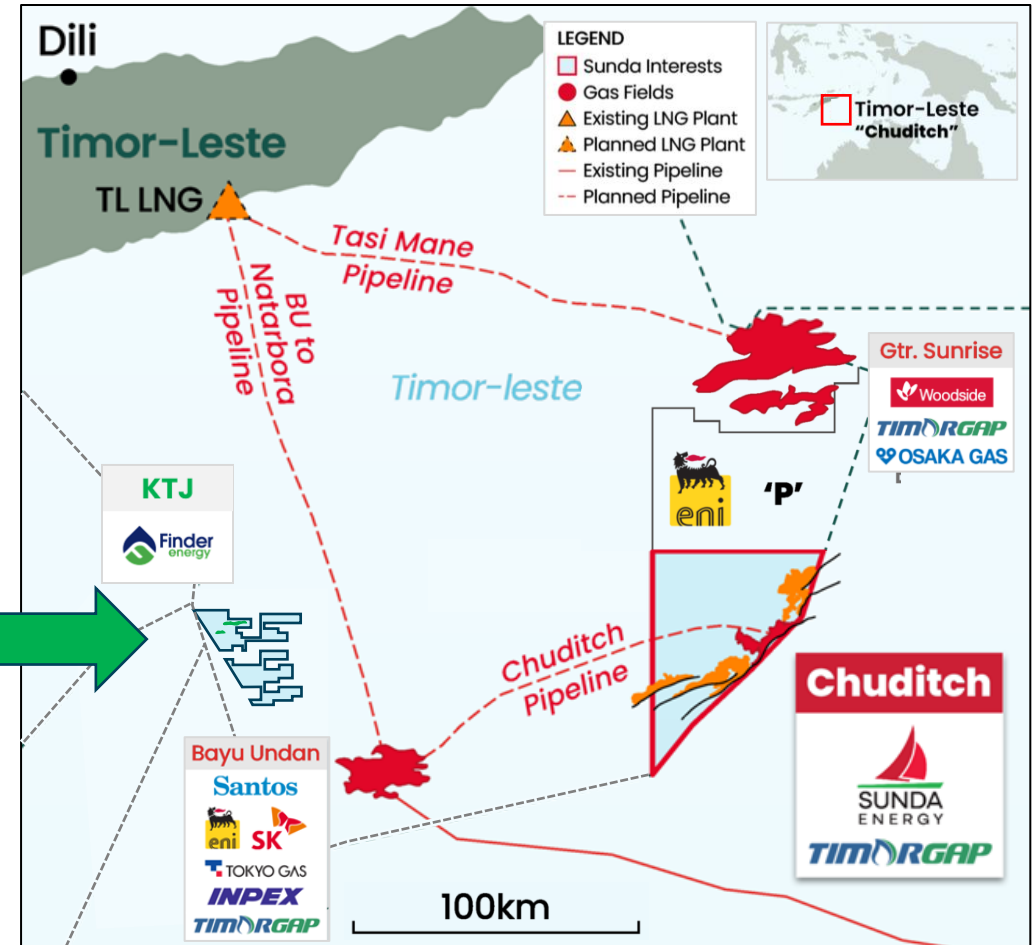 Dili
Timor-Leste
TL LNG
LEGEND
Sunda Interests
Gas Fields
Existing LNG Plant
Planned LNG Plant
Existing Pipeline
Planned Pipeline
Timor-Leste
“Chuditch”
Tasi Mane
Pipeline
BU to
Natarbora
Pipeline
Timor-leste
Gtr. Sunrise
Woodside
TIMORGAP
OSAKA GAS
eni
‘P’
KTJ
Finder
energy
Chuditch
Pipeline
Chuditch
SUNDA
ENERGY
TIMORGAP
Bayu Undan
Santos
eni
SK
TOKYO GAS
INPEX
TIMORGAP
100km